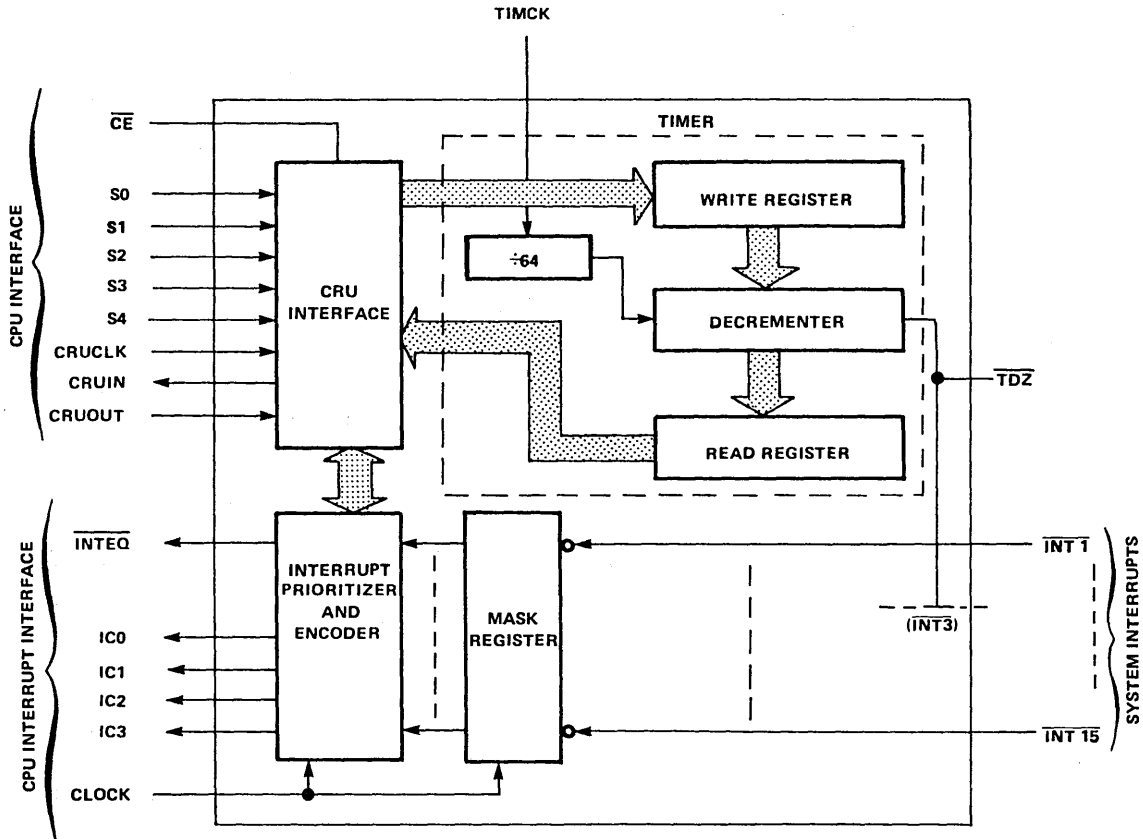 TIMCK
CPU INTERFACE
CE
S0
S1
S2
S3
S4
CRUCLK
CRUIN
CRUOUT
CRU
INTERFACE
TIMER
WRITE REGISTER
÷64
DECREMENTER
READ REGISTER
TDZ
CPU INTERRUPT INTERFACE
INTEQ
IC0
IC1
IC2
IC3
CLOCK
INTERRUPT
PRIORITIZER
AND
ENCODER
MASK
REGISTER
INT 1
(INT3)
INT 15
SYSTEM INTERRUPTS